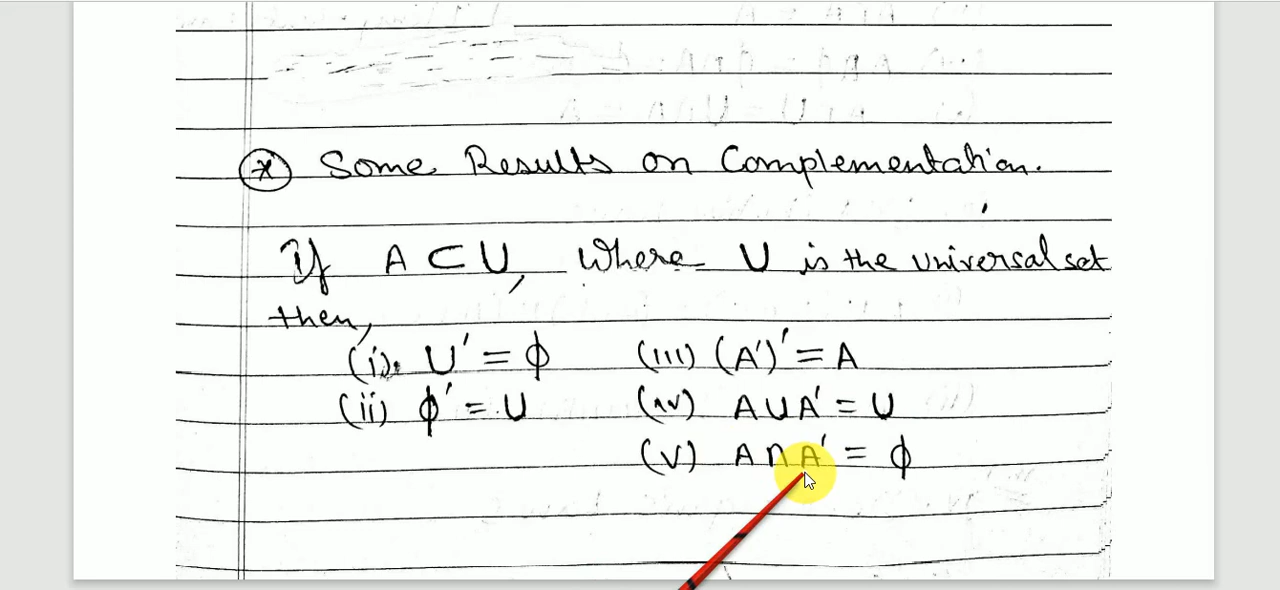 * Some Results on Complementation.
If A ⊂ U, where U is the universal set
then,
(i). U' = ϕ (III) (A')' = A
(ii) ϕ' = U (iv) A ∪ A' = U
(V) A ∩ A' = ϕ